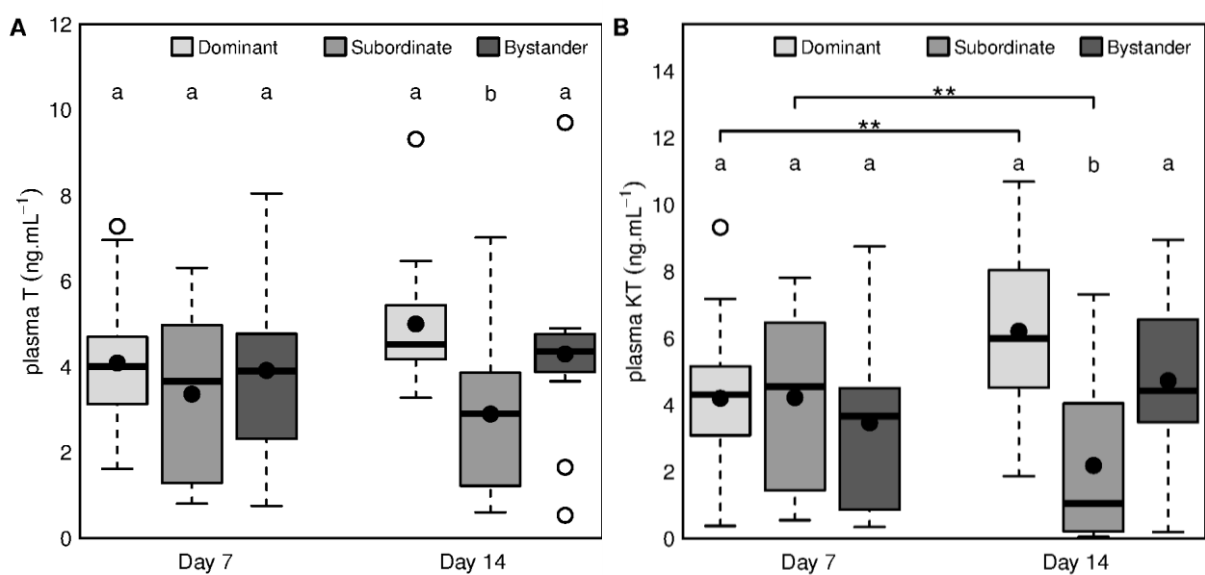 A
Dominant Subordinate Bystander
a a a a b a
plasma T (ng.mL⁻¹)
12
10
8
6
4
2
0
Day 7 Day 14
B
Dominant Subordinate Bystander
**
**
a a a a b a
plasma KT (ng.mL⁻¹)
14
12
10
8
6
4
2
0
Day 7 Day 14